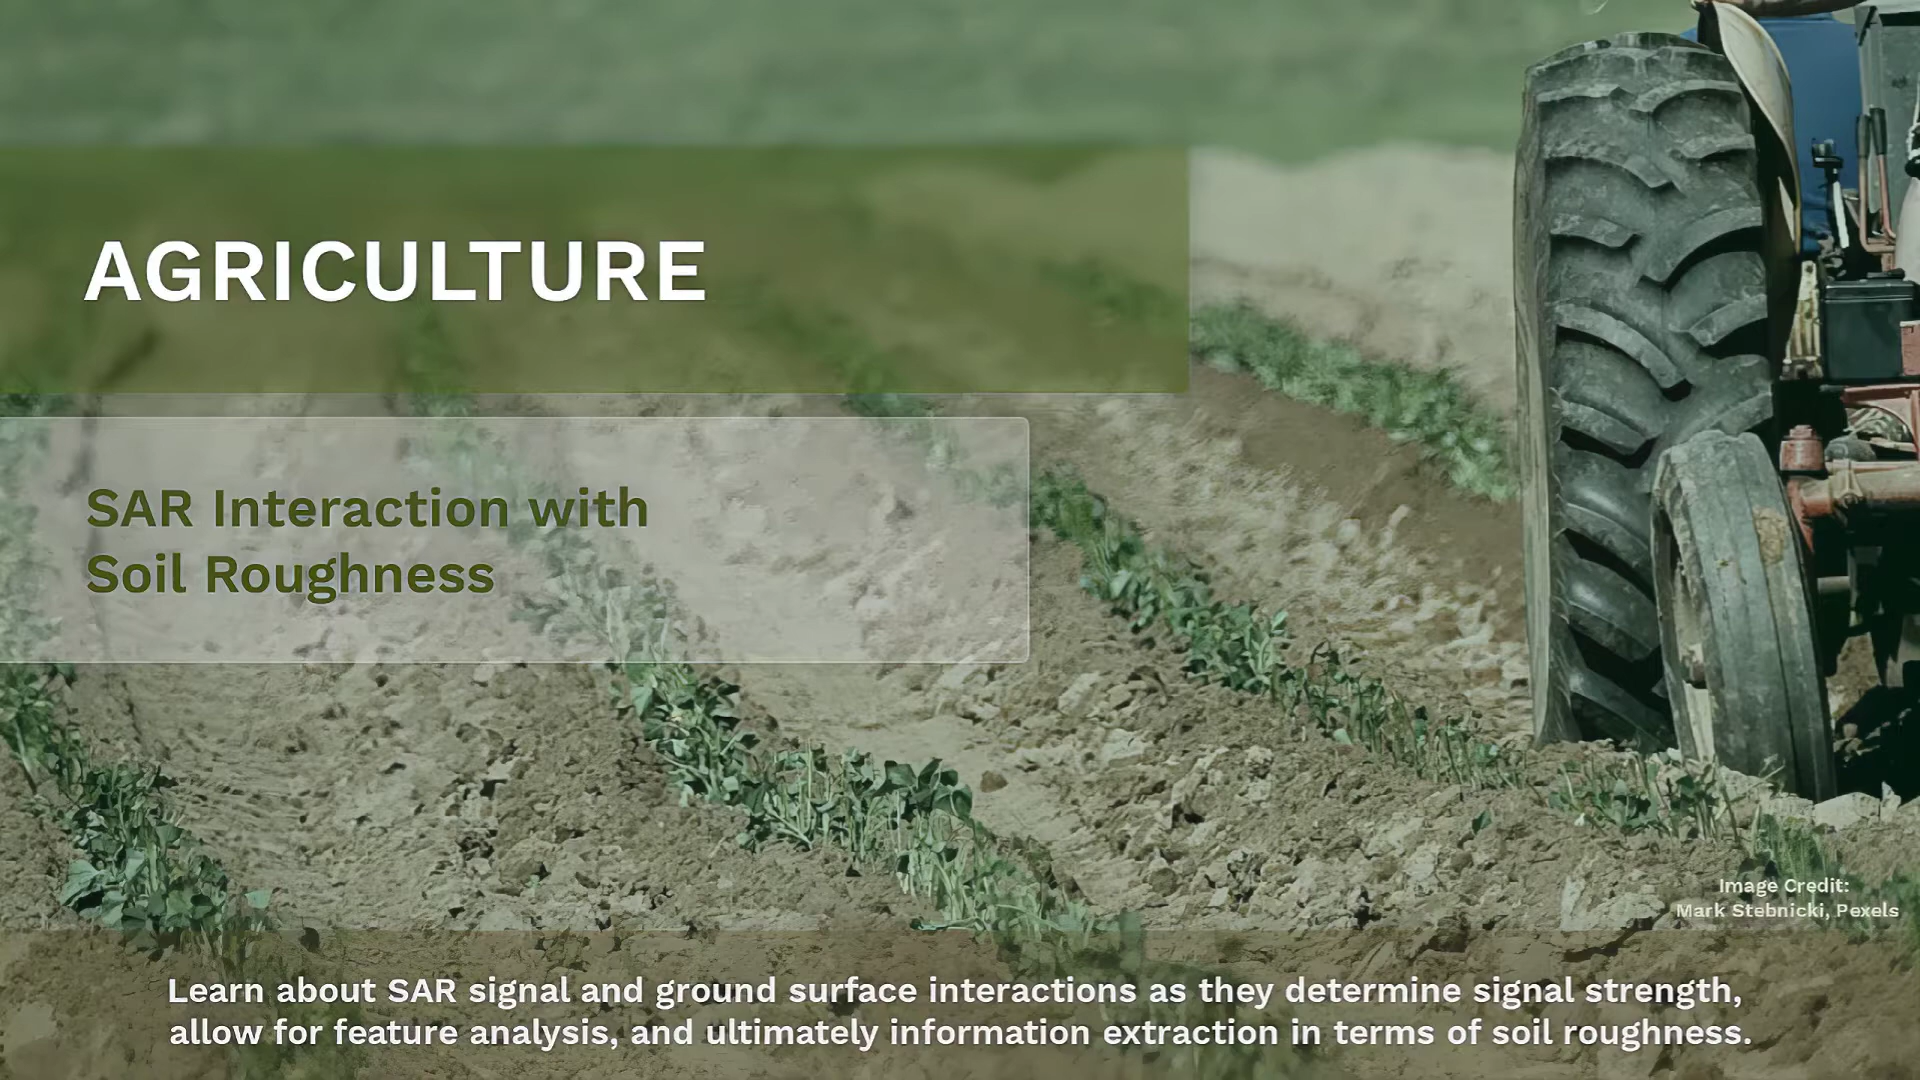 AGRICULTURE
SAR Interaction with
Soil Roughness
Image Credit:
Mark Stebnicki, Pexels
Learn about SAR signal and ground surface interactions as they determine signal strength,
allow for feature analysis, and ultimately information extraction in terms of soil roughness.